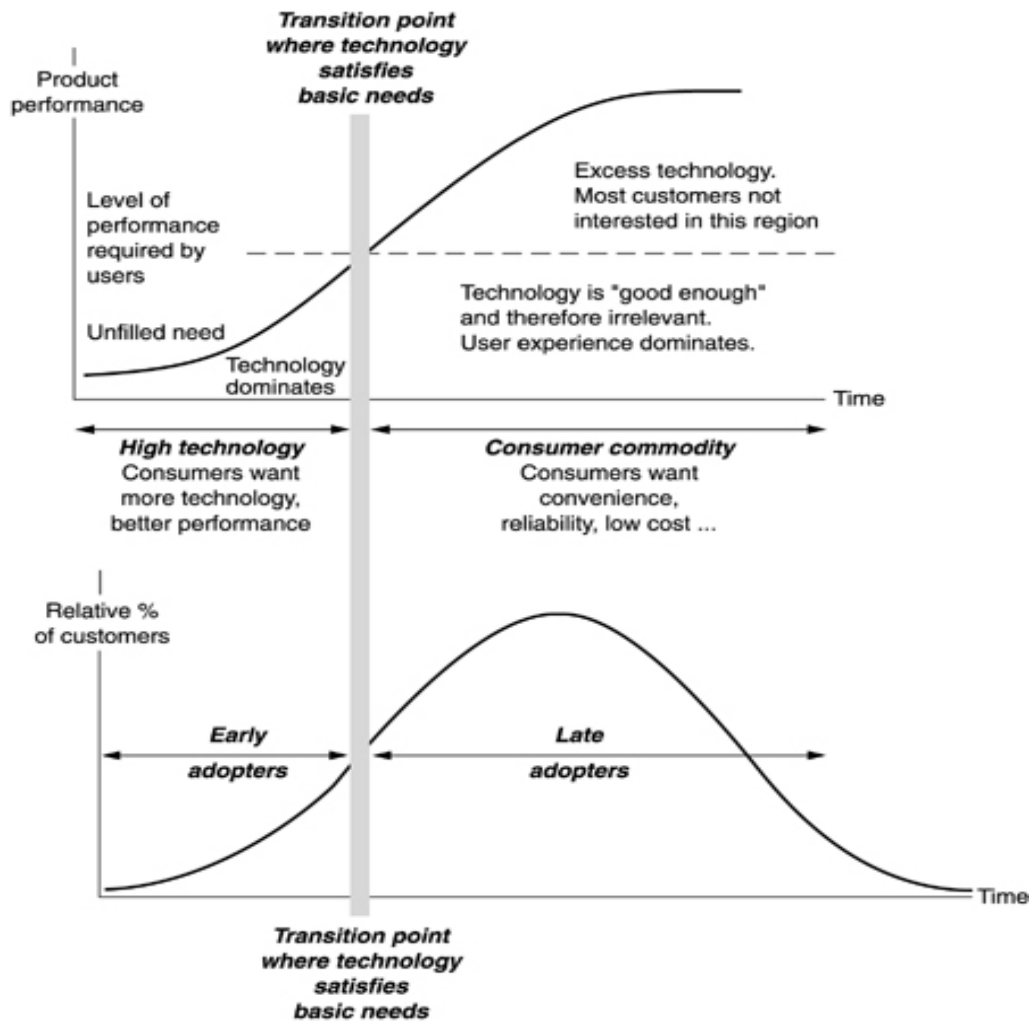 Transition point
where technology
satisfies
basic needs
Product
performance
Level of
performance
required by
users
Excess technology.
Most customers not
interested in this region
Unfilled need
Technology
dominates
Technology is "good enough"
and therefore irrelevant.
User experience dominates.
Time
High technology
Consumers want
more technology,
better performance
Consumer commodity
Consumers want
convenience,
reliability, low cost ...
Relative %
of customers
Early
adopters
Late
adopters
Time
Transition point
where technology
satisfies
basic needs